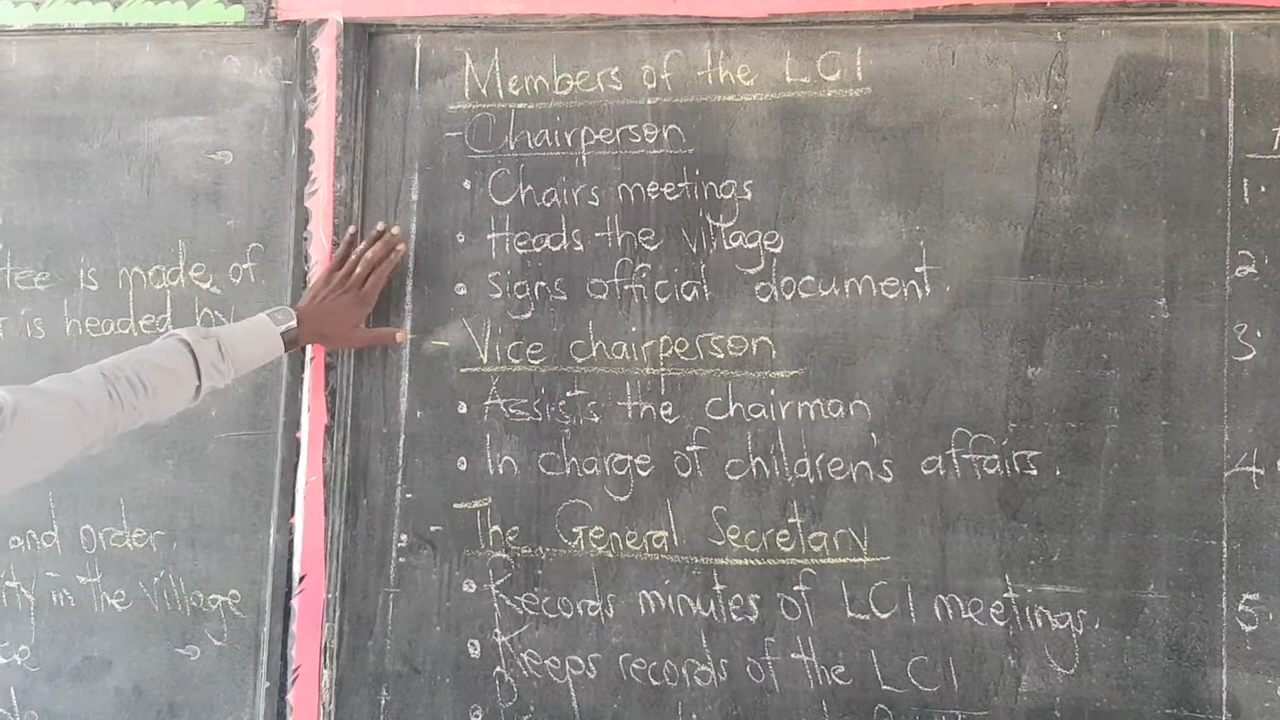 tee is made of
is headed by
and order.
in the village
Members of the LC1
- Chairperson
• Chairs meetings
• Heads the village
• Signs official document.
- Vice chairperson
• Assists the chairman
• In charge of children's affairs.
- The General Secretary
• Records minutes of LC1 meetings.
• Keeps records of the LC1
1.
2.
3.
4.
5.